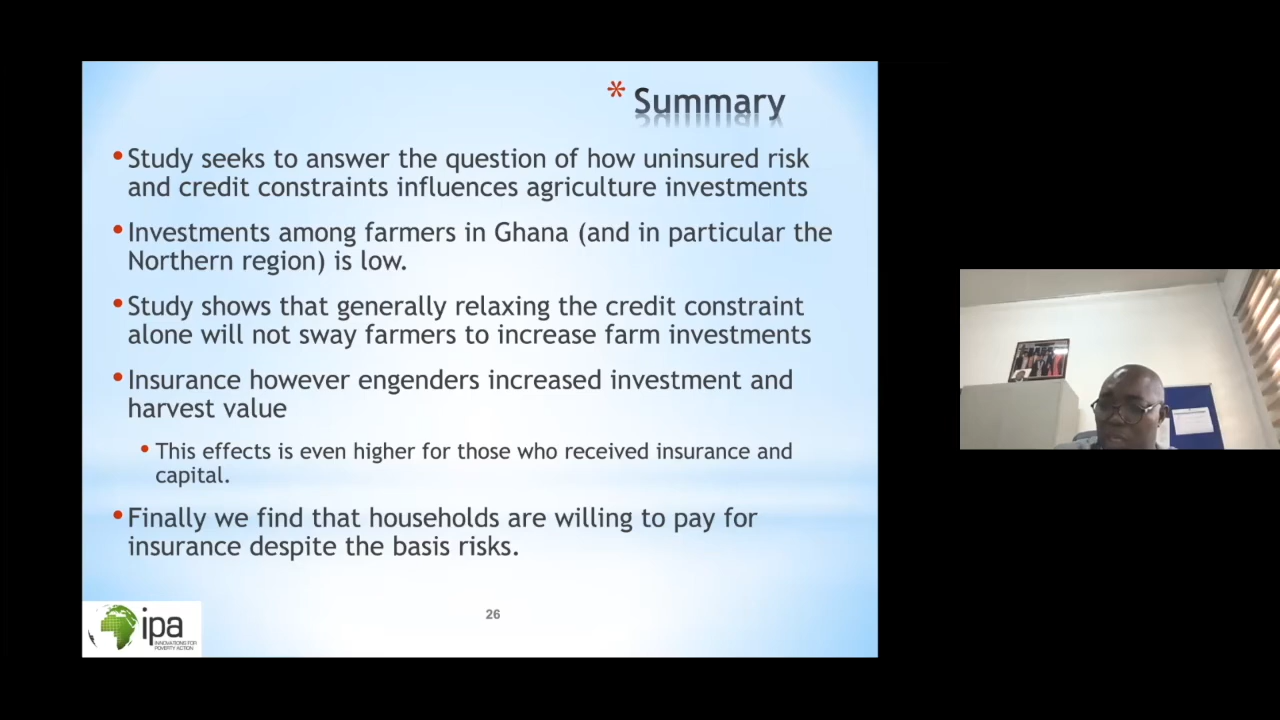 * Summary
• Study seeks to answer the question of how uninsured risk
and credit constraints influences agriculture investments
• Investments among farmers in Ghana (and in particular the
Northern region) is low.
• Study shows that generally relaxing the credit constraint
alone will not sway farmers to increase farm investments
• Insurance however engenders increased investment and
harvest value
• This effects is even higher for those who received insurance and
capital.
• Finally we find that households are willing to pay for
insurance despite the basis risks.
26
ipa
INNOVATIONS FOR
POVERTY ACTION